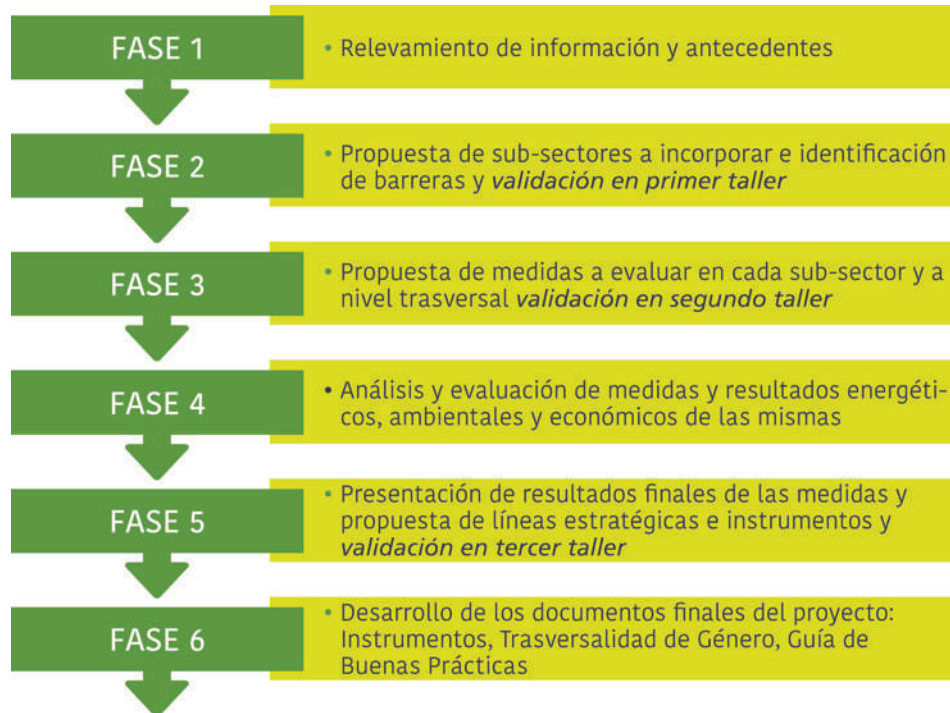 FASE 1
• Relevamiento de información y antecedentes
FASE 2
• Propuesta de sub-sectores a incorporar e identificación
de barreras y validación en primer taller
FASE 3
• Propuesta de medidas a evaluar en cada sub-sector y a
nivel trasversal validación en segundo taller
FASE 4
• Análisis y evaluación de medidas y resultados energéti-
cos, ambientales y económicos de las mismas
FASE 5
• Presentación de resultados finales de las medidas y
propuesta de líneas estratégicas e instrumentos y
validación en tercer taller
FASE 6
• Desarrollo de los documentos finales del proyecto:
Instrumentos, Trasversalidad de Género, Guía de
Buenas Prácticas